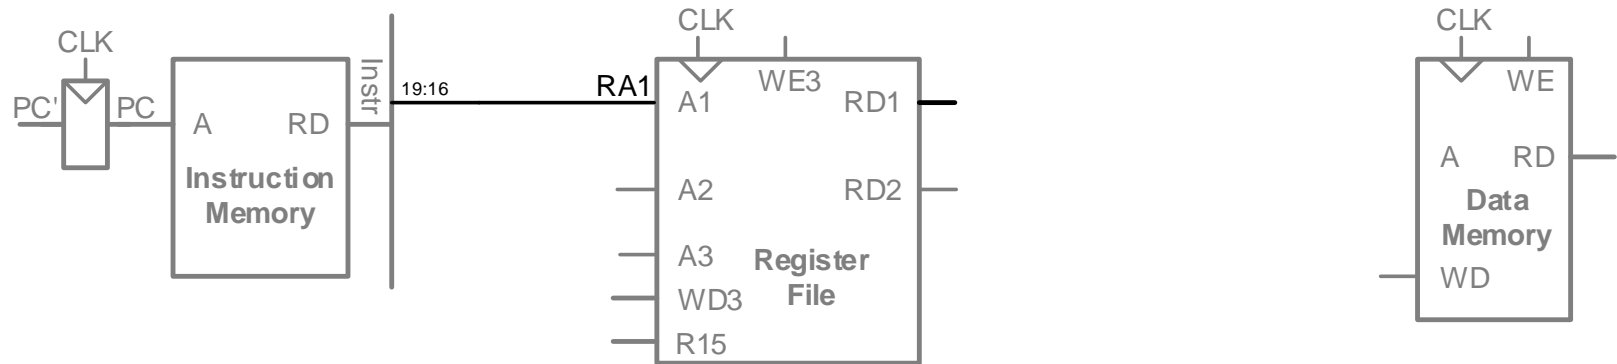 CLK
PC'
PC
A
RD
Instruction
Memory
Instr
19:16
RA1
CLK
WE3
A1
RD1
A2
RD2
A3
Register
File
WD3
R15
CLK
WE
A
RD
Data
Memory
WD